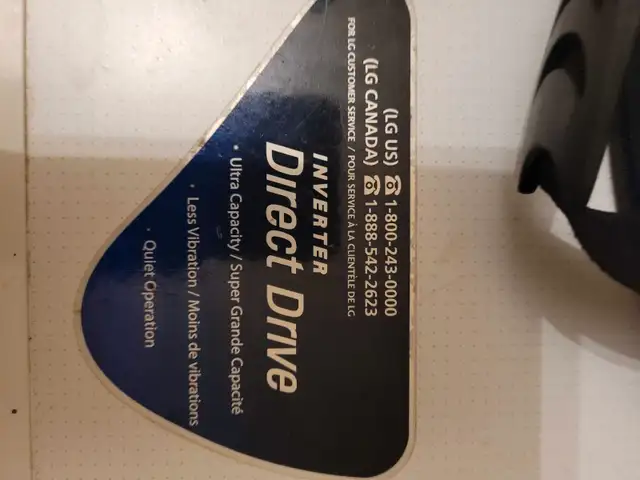 (LG US) ☎ 1-800-243-0000
(LG CANADA) ☎ 1-888-542-2623
FOR LG CUSTOMER SERVICE / POUR SERVICE À LA CLIENTÈLE DE LG
INVERTER
Direct Drive
• Ultra Capacity / Super Grande Capacité
• Less Vibration / Moins de vibrations
• Quiet Operation